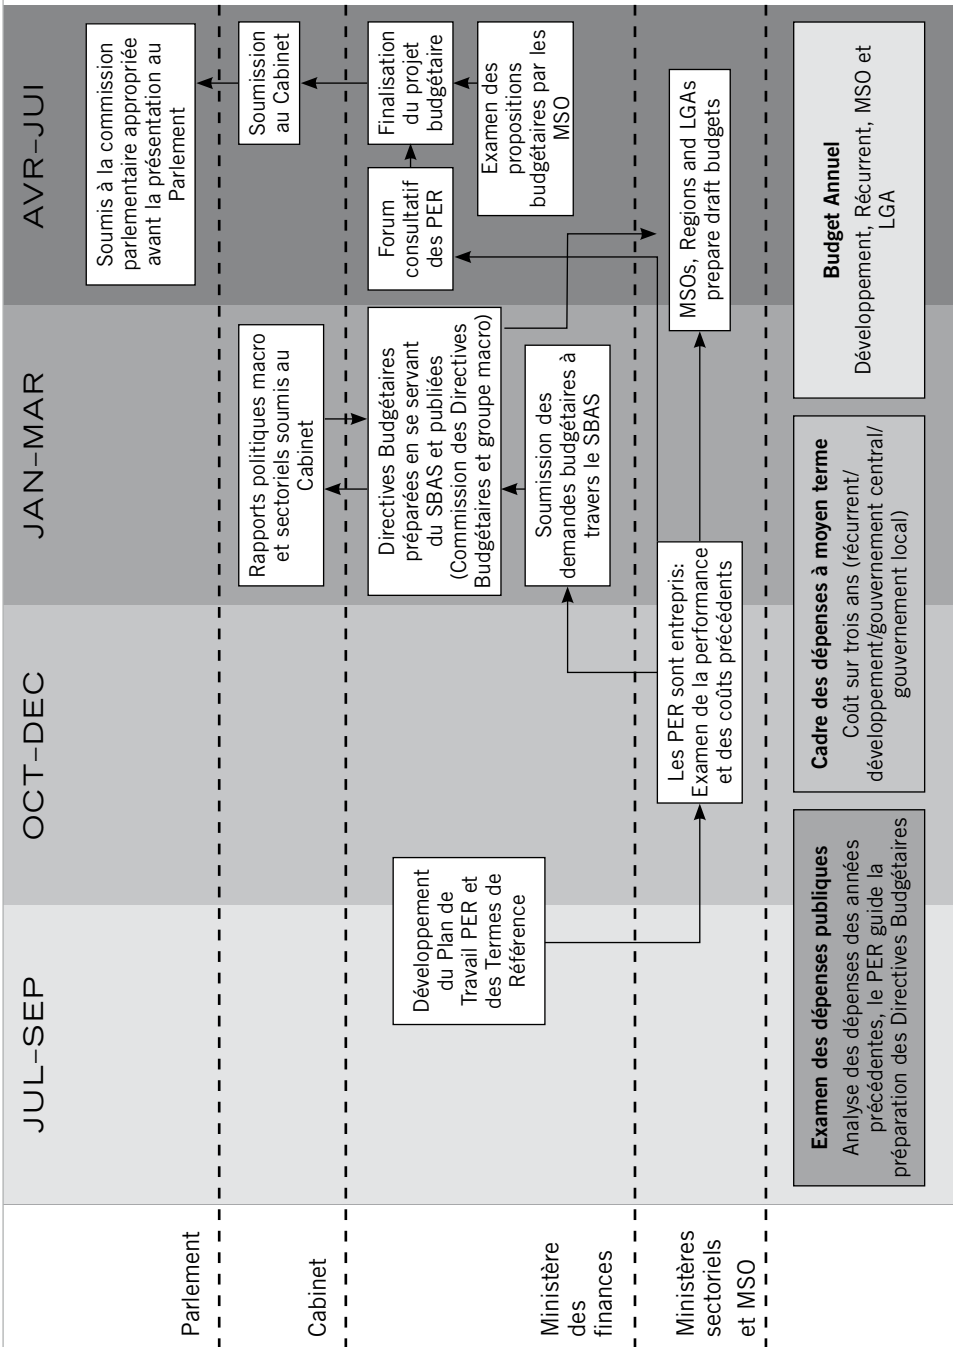 JUL–SEP
OCT–DEC
JAN–MAR
AVR–JUI
Parlement
Soumis à la commission
parlementaire appropriée
avant la présentation au
Parlement
Cabinet
Rapports politiques macro
et sectoriels soumis au
Cabinet
Soumission
au Cabinet
Ministère
des
finances
Développement
du Plan de
Travail PER et
des Termes de
Référence
Directives Budgétaires
préparées en se servant
du SBAS et publiées
(Commission des Directives
Budgétaires et groupe macro)
Soumission des
demandes budgétaires à
travers le SBAS
Forum
consultatif
des PER
Finalisation
du projet
budgétaire
Examen des
propositions
budgétaires par les
MSO
Ministères
sectoriels
et MSO
Les PER sont entrepris:
Examen de la performance
et des coûts précédents
MSOs, Regions and LGAs
prepare draft budgets
Examen des dépenses publiques
Analyse des dépenses des années
précédentes, le PER guide la
préparation des Directives Budgétaires
Cadre des dépenses à moyen terme
Coût sur trois ans (récurrent/
développement/gouvernement central/
gouvernement local)
Budget Annuel
Développement, Récurrent, MSO et
LGA